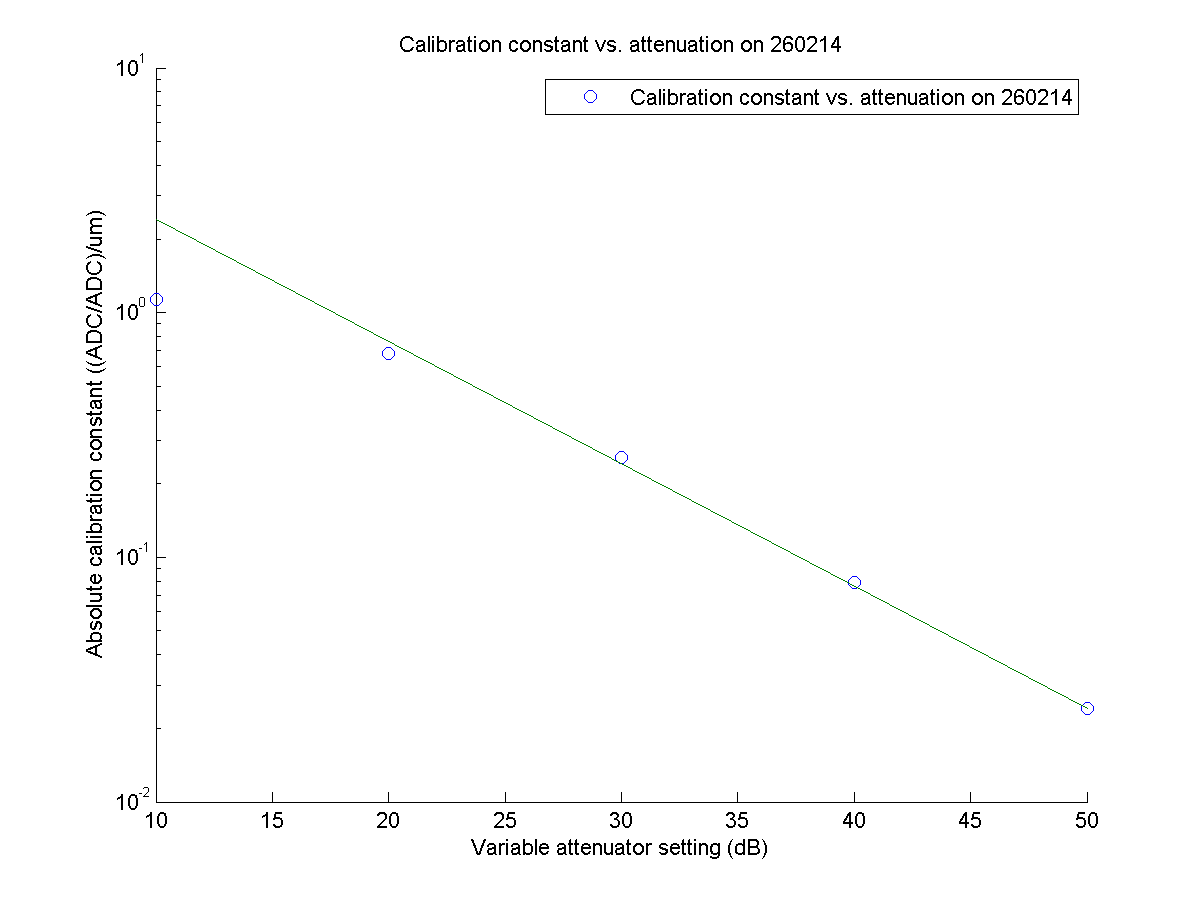 Calibration constant vs. attenuation on 260214
Calibration constant vs. attenuation on 260214
Absolute calibration constant ((ADC/ADC)/um)
10^1
10^0
10^-1
10^-2
10 15 20 25 30 35 40 45 50
Variable attenuator setting (dB)